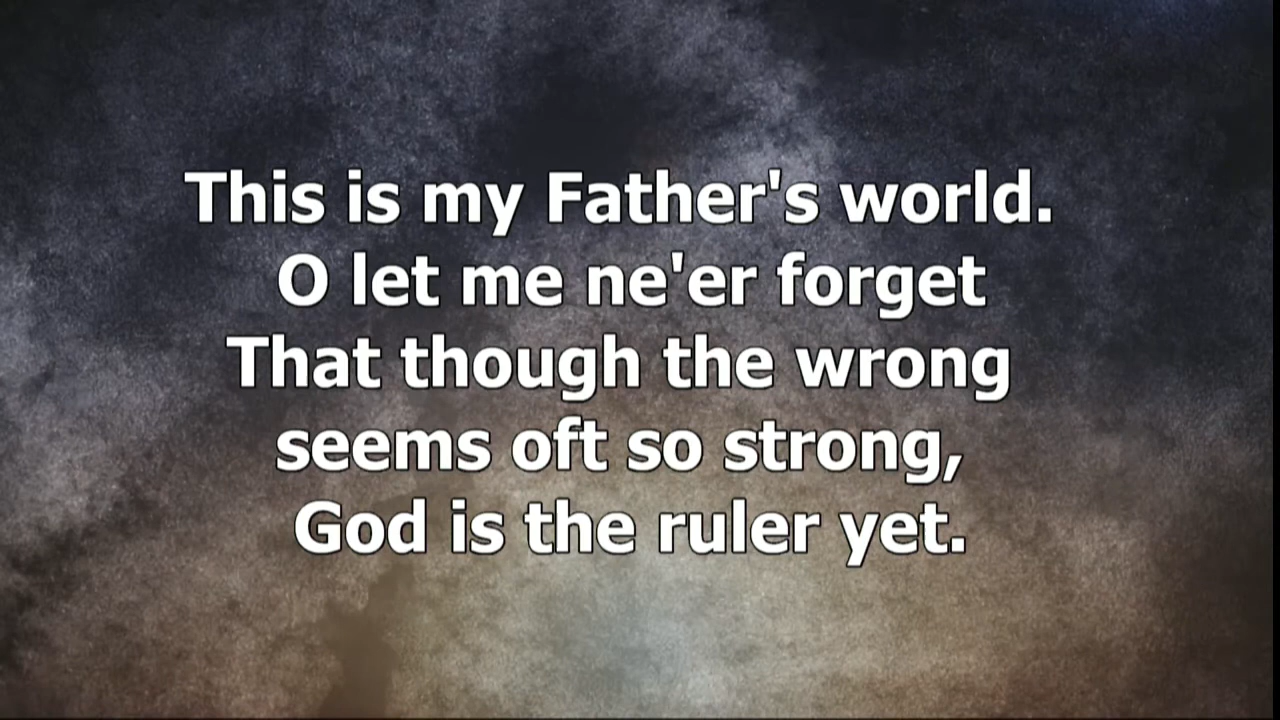 This is my Father's world.
O let me ne'er forget
That though the wrong
seems oft so strong,
God is the ruler yet.